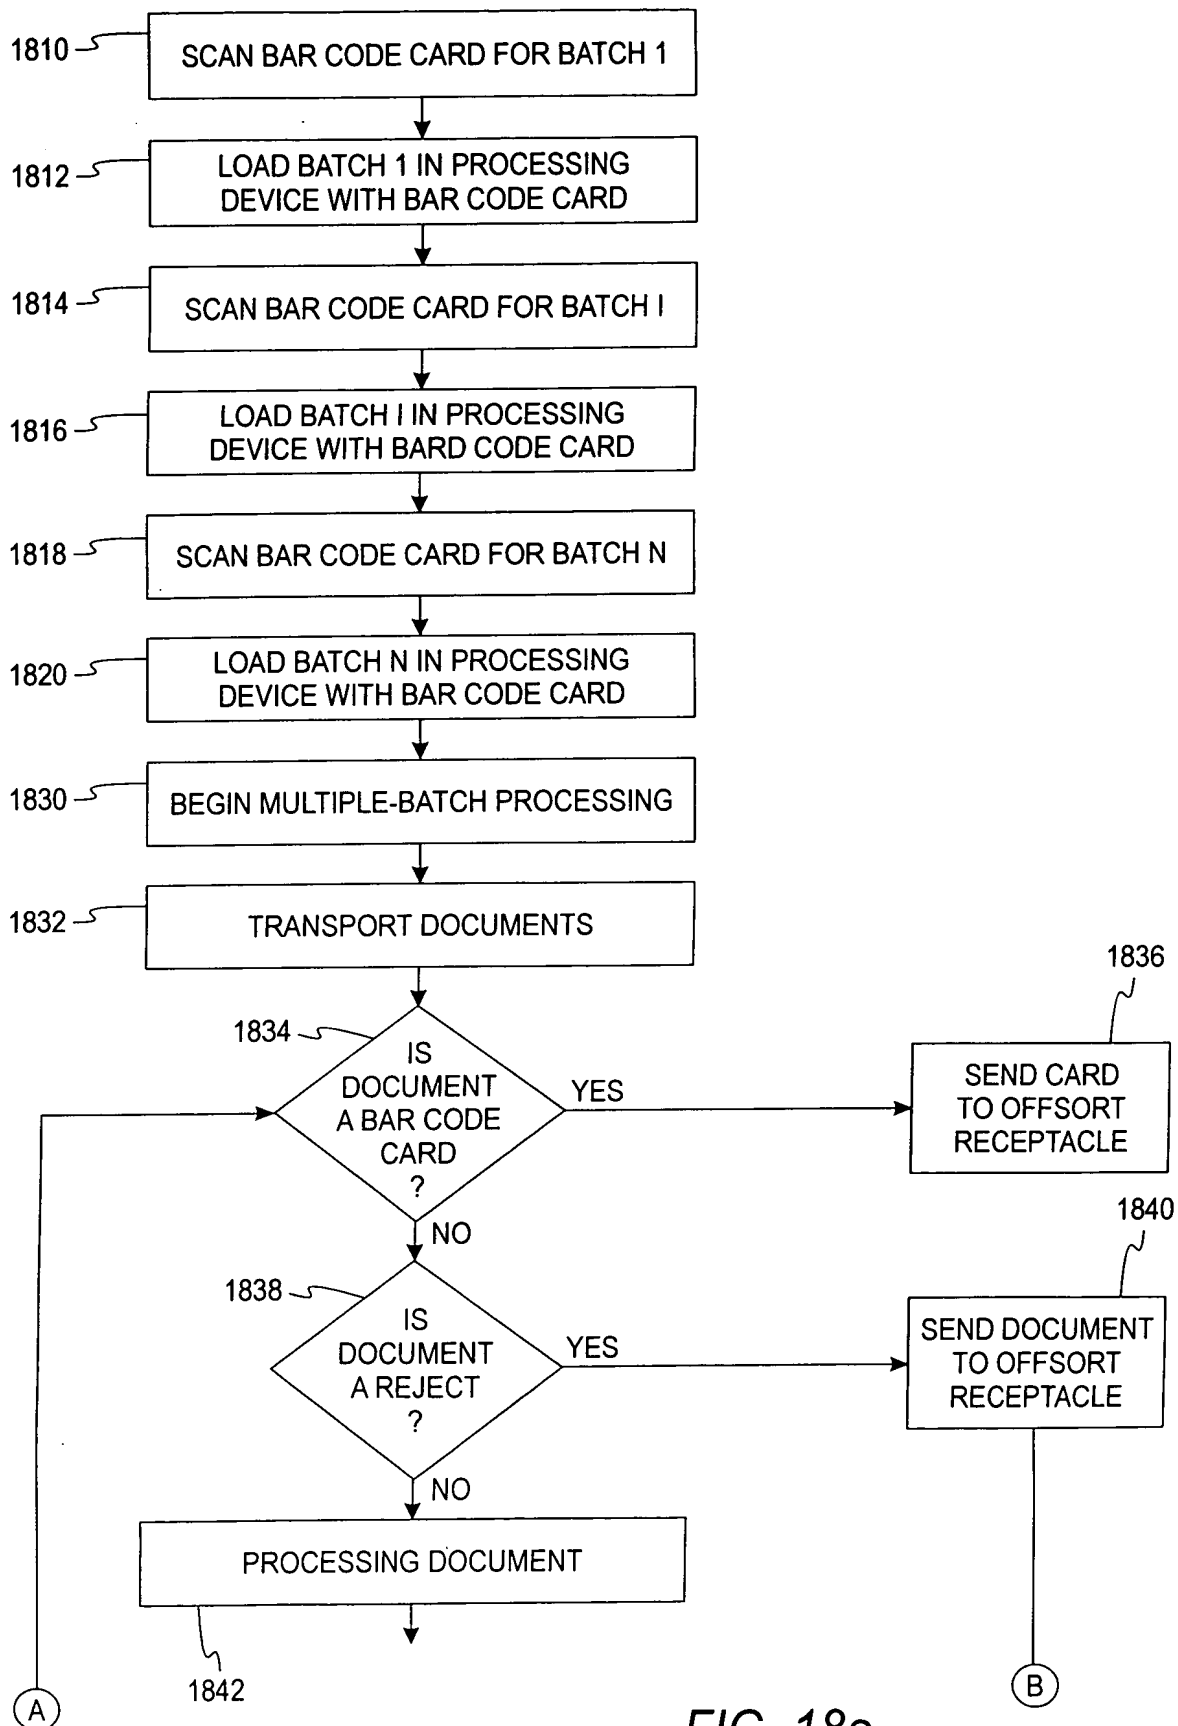 1810
SCAN BAR CODE CARD FOR BATCH 1
1812
LOAD BATCH 1 IN PROCESSING
DEVICE WITH BAR CODE CARD
1814
SCAN BAR CODE CARD FOR BATCH I
1816
LOAD BATCH I IN PROCESSING
DEVICE WITH BARD CODE CARD
1818
SCAN BAR CODE CARD FOR BATCH N
1820
LOAD BATCH N IN PROCESSING
DEVICE WITH BAR CODE CARD
1830
BEGIN MULTIPLE-BATCH PROCESSING
1832
TRANSPORT DOCUMENTS
1834
IS
DOCUMENT
A BAR CODE
CARD
?
YES
1836
SEND CARD
TO OFFSORT
RECEPTACLE
NO
1838
IS
DOCUMENT
A REJECT
?
YES
1840
SEND DOCUMENT
TO OFFSORT
RECEPTACLE
NO
PROCESSING DOCUMENT
1842
A
B